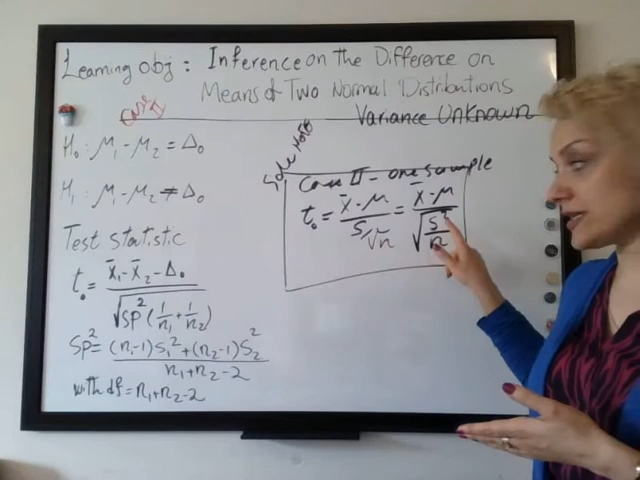 Learning obj : Inference on the Difference on
Means of Two Normal Distributions
Variance Unknown
Case I
H₀ : μ₁ - μ₂ = Δ₀
H₁ : μ₁ - μ₂ ≠ Δ₀
Test statistic
t₀ = (x̄₁ - x̄₂ - Δ₀) / √(Sp² (1/n₁ + 1/n₂))
Sp² = ((n₁-1)S₁² + (n₂-1)S₂²) / (n₁+n₂-2)
with df = n₁+n₂-2
Side Note
Case II - one sample
t₀ = (x̄ - μ) / (S/√n) = (x̄ - μ) / √(S²/n)